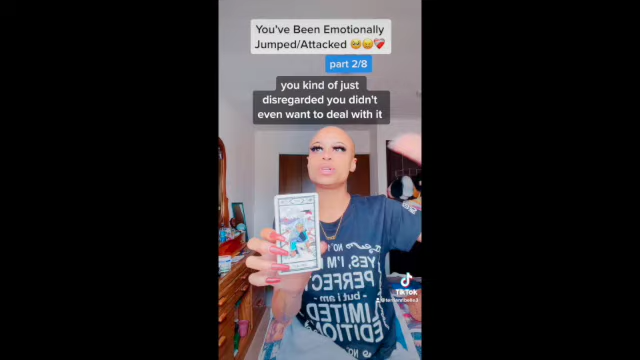 You've Been Emotionally
Jumped/Attacked 🥹😖❤️‍🩹
part 2/8
you kind of just
disregarded you didn't
even want to deal with it
NO
YES, I'M
PERFECT
- but i am -
LIMITED
EDITION
TikTok